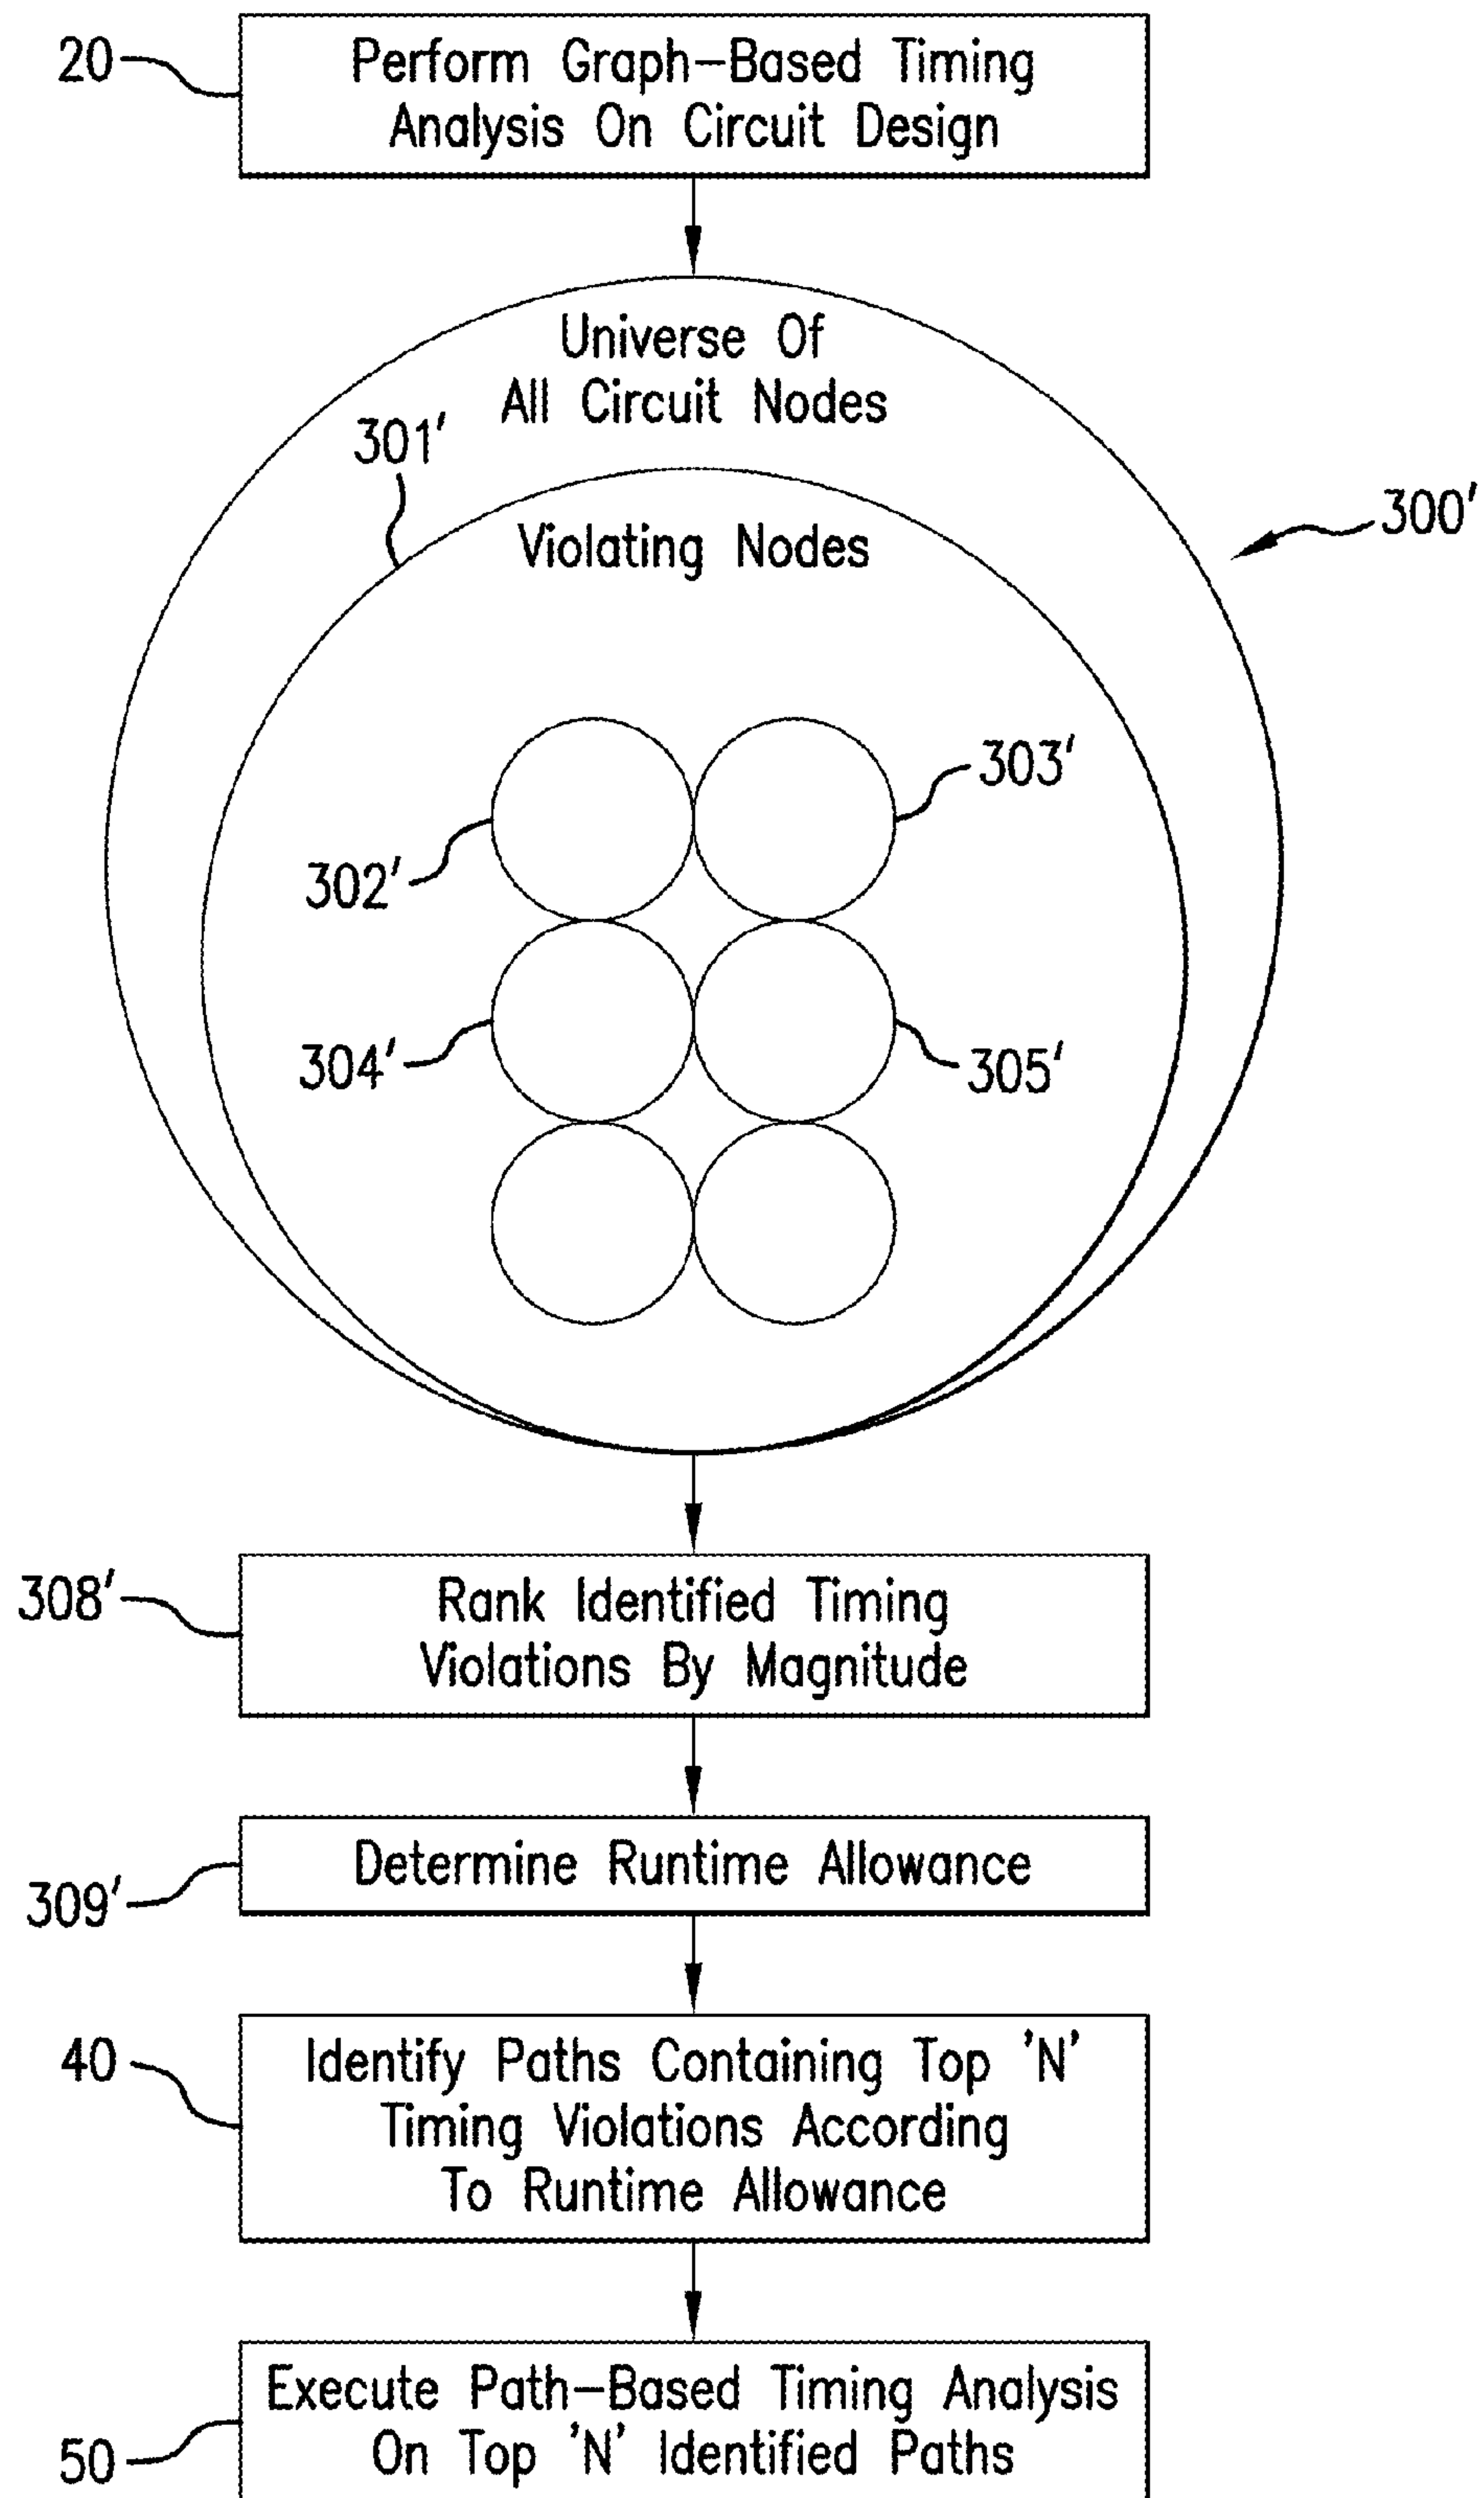 20
Perform Graph-Based Timing
Analysis On Circuit Design
Universe Of
All Circuit Nodes
301'
300'
Violating Nodes
303'
302'
304'
305'
308'
Rank Identified Timing
Violations By Magnitude
309'
Determine Runtime Allowance
40
Identify Paths Containing Top 'N'
Timing Violations According
To Runtime Allowance
50
Execute Path-Based Timing Analysis
On Top 'N' Identified Paths